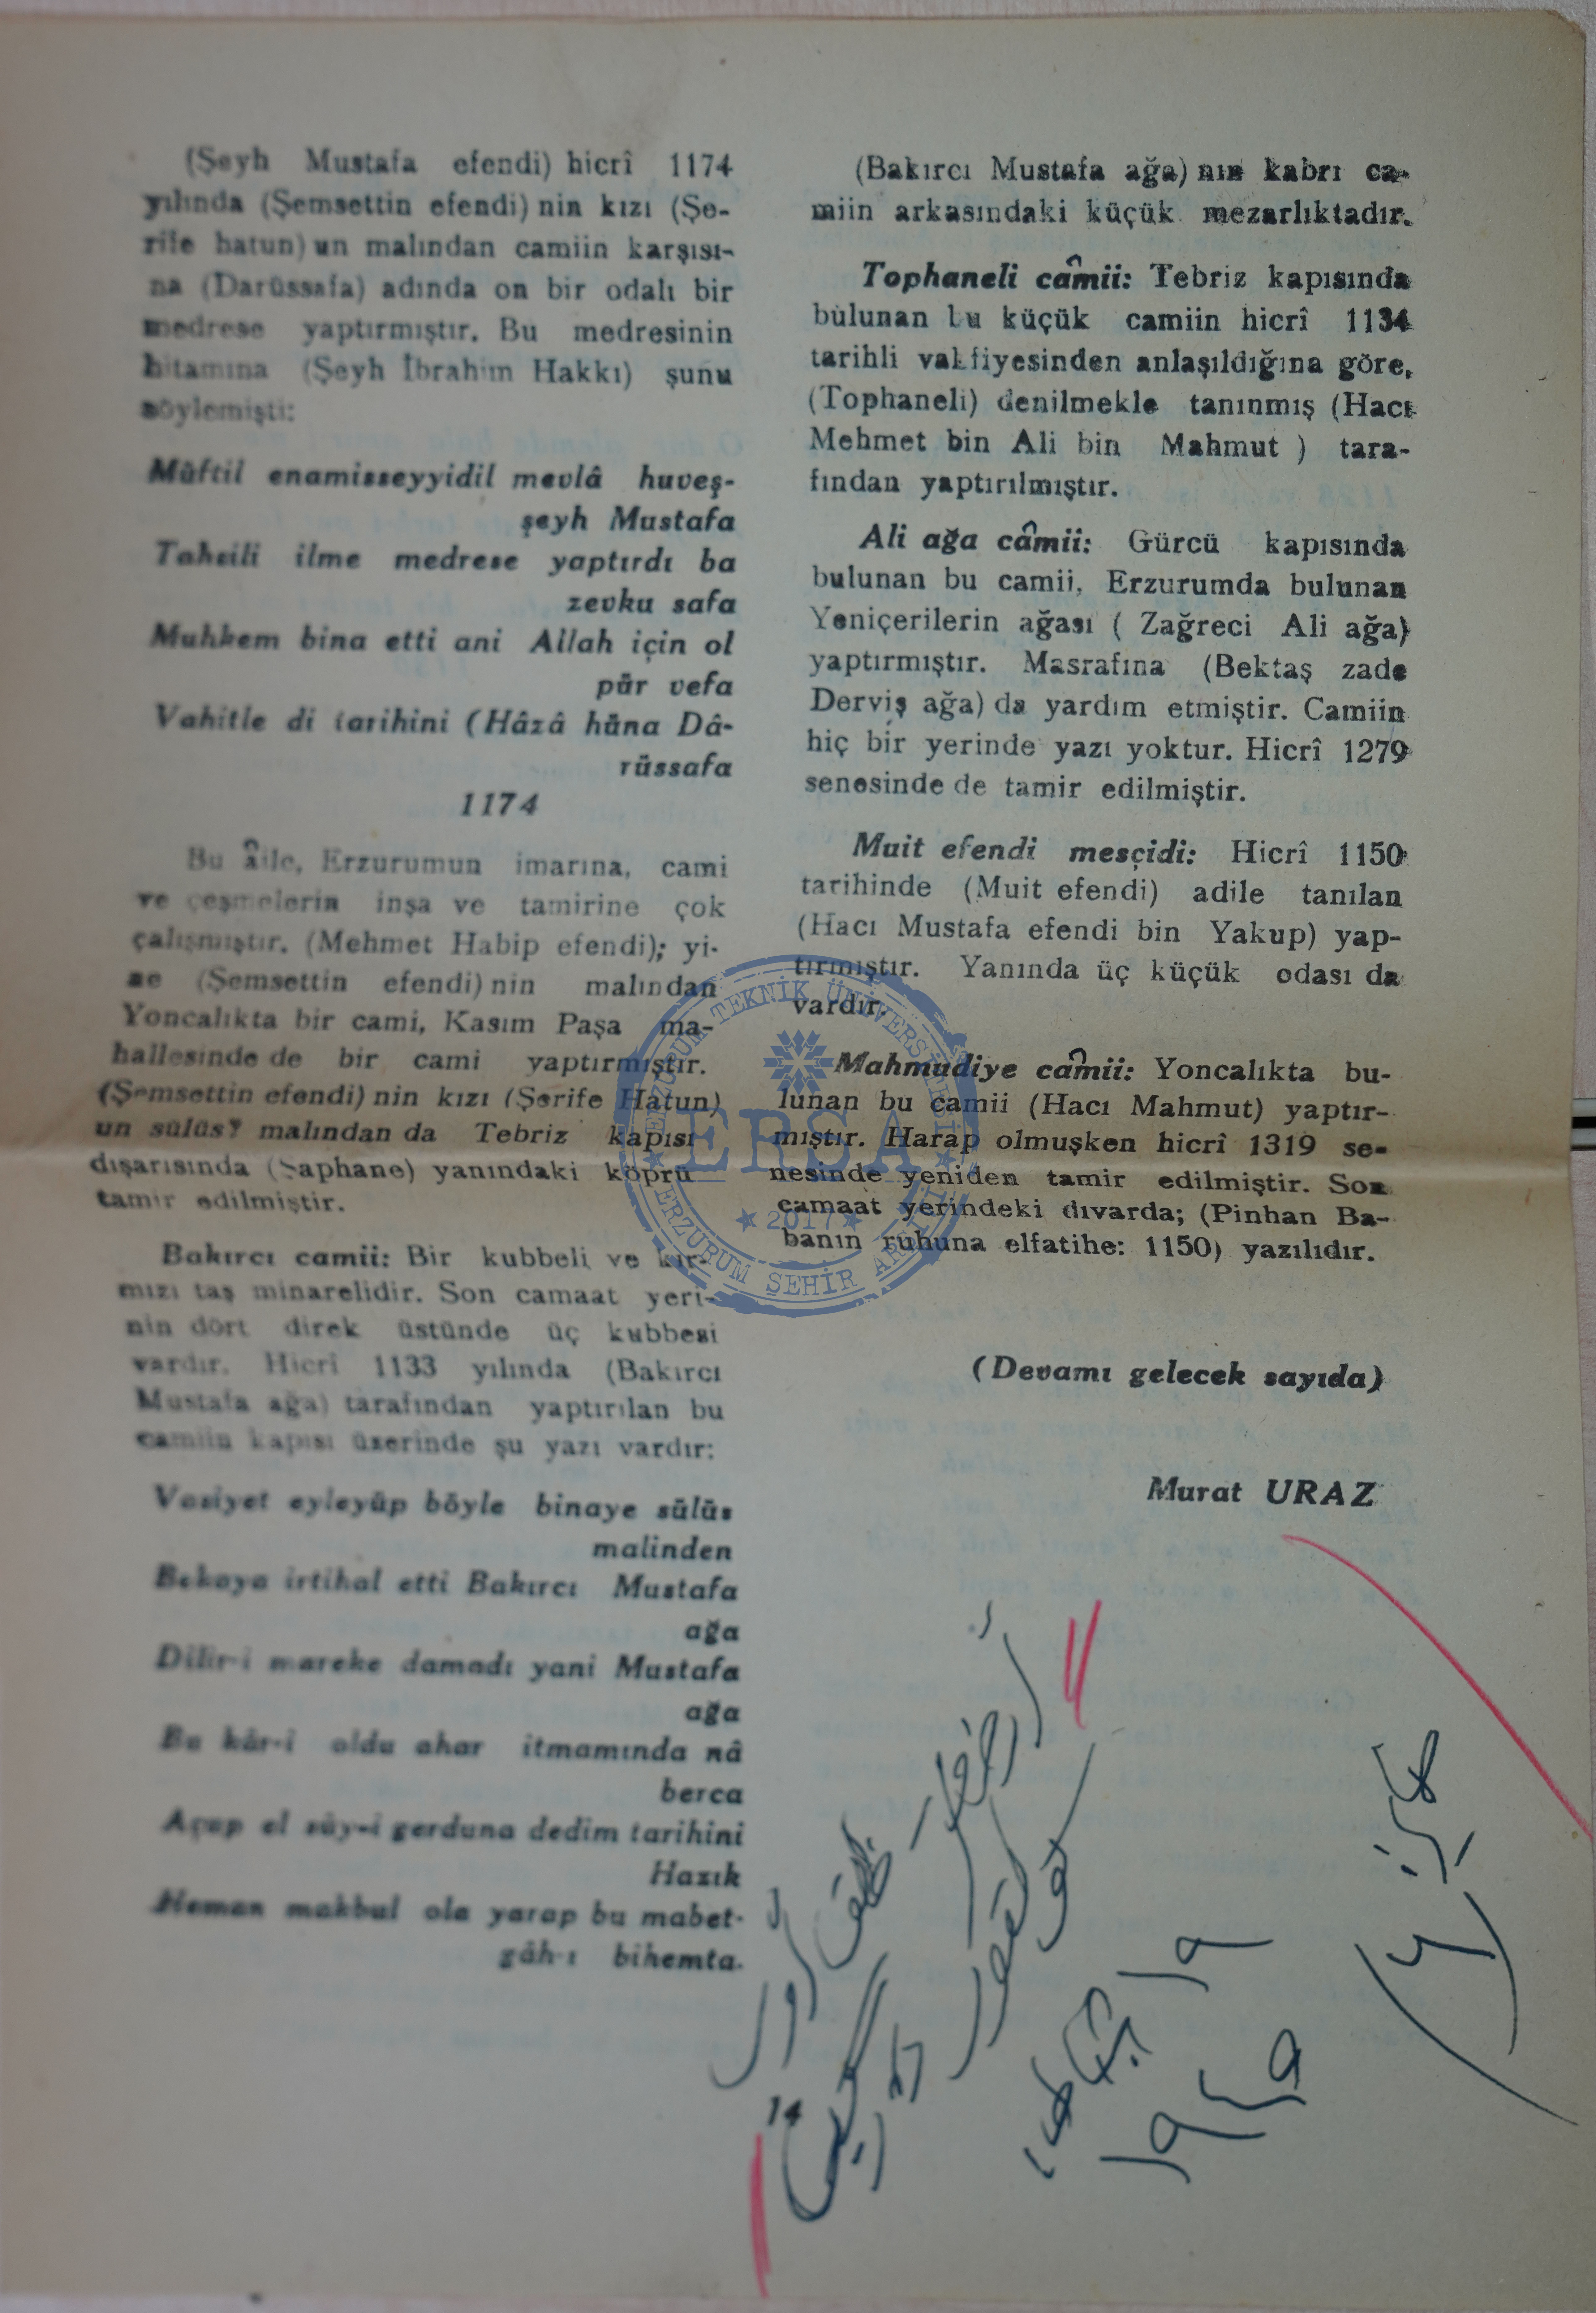 (Şeyh Mustafa efendi) hicrî 1174
yılında (Şemsettin efendi) nin kızı (Şe-
rife hatun) un malından camiin karşısı-
na (Darüssafa) adında on bir odalı bir
medrese yaptırmıştır. Bu medresinin
hitamına (Şeyh İbrahim Hakkı) şunu
söylemişti:
Müftil enamisseyyidil mevlâ huveş-
şeyh Mustafa
Tahsili ilme medrese yaptırdı ba
zevku safa
Muhkem bina etti ani Allah için ol
pür vefa
Vahitle di tarihini (Hâzâ hüna Dâ-
rüssafa
1174
Bu âile, Erzurumun imarına, cami
ve çeşmelerin inşa ve tamirine çok
çalışmıştır. (Mehmet Habip efendi); yi-
ne (Şemsettin efendi) nin malından
Yoncalıkta bir cami, Kasım Paşa ma-
hallesinde de bir cami yaptırmıştır.
(Şemsettin efendi) nin kızı (Şerife Hatun)
un sülüs? malından da Tebriz kapısı
dışarısında (Şaphane) yanındaki köprü
tamir edilmiştir.
Bakırcı camii: Bir kubbeli ve kır-
mızı taş minarelidir. Son camaat yeri-
nin dört direk üstünde üç kubbesi
vardır. Hicrî 1133 yılında (Bakırcı
Mustafa ağa) tarafından yaptırılan bu
camiin kapısı üzerinde şu yazı vardır:
Vasiyet eyleyüp böyle binaye sülüs
malinden
Bekaya irtihal etti Bakırcı Mustafa
ağa
Dilir-i mareke damadı yani Mustafa
ağa
Bu kâr-i oldu ahar itmamında nâ
berca
Açup el sûy-i gerduna dedim tarihini
Hazık
Heman makbul ola yarap bu mabet-
gâh-ı bihemta.
(Bakırcı Mustafa ağa) nın kabrı ca-
miin arkasındaki küçük mezarlıktadır.
Tophaneli câmii: Tebriz kapısında
bulunan bu küçük camiin hicrî 1134
tarihli vakfiyesinden anlaşıldığına göre,
(Tophaneli) denilmekle tanınmış (Hacı
Mehmet bin Ali bin Mahmut ) tara-
fından yaptırılmıştır.
Ali ağa câmii: Gürcü kapısında
bulunan bu camii, Erzurumda bulunan
Yeniçerilerin ağası ( Zağreci Ali ağa)
yaptırmıştır. Masrafına (Bektaş zade
Derviş ağa) da yardım etmiştir. Camiin
hiç bir yerinde yazı yoktur. Hicrî 1279
senesinde de tamir edilmiştir.
Muit efendi mesçidi: Hicrî 1150
tarihinde (Muit efendi) adile tanılan
(Hacı Mustafa efendi bin Yakup) yap-
tırmıştır. Yanında üç küçük odası da
vardır.
Mahmudiye câmii: Yoncalıkta bu-
lunan bu camii (Hacı Mahmut) yaptır-
mıştır. Harap olmuşken hicrî 1319 se-
nesinde yeniden tamir edilmiştir. Son
camaat yerindeki dıvarda; (Pinhan Ba-
banın ruhuna elfatihe: 1150) yazılıdır.
(Devamı gelecek sayıda)
Murat URAZ
14
ERZURUM TEKNİK ÜNİVERSİTESİ
ERSA
2017
ERZURUM ŞEHİR ARŞİVİ